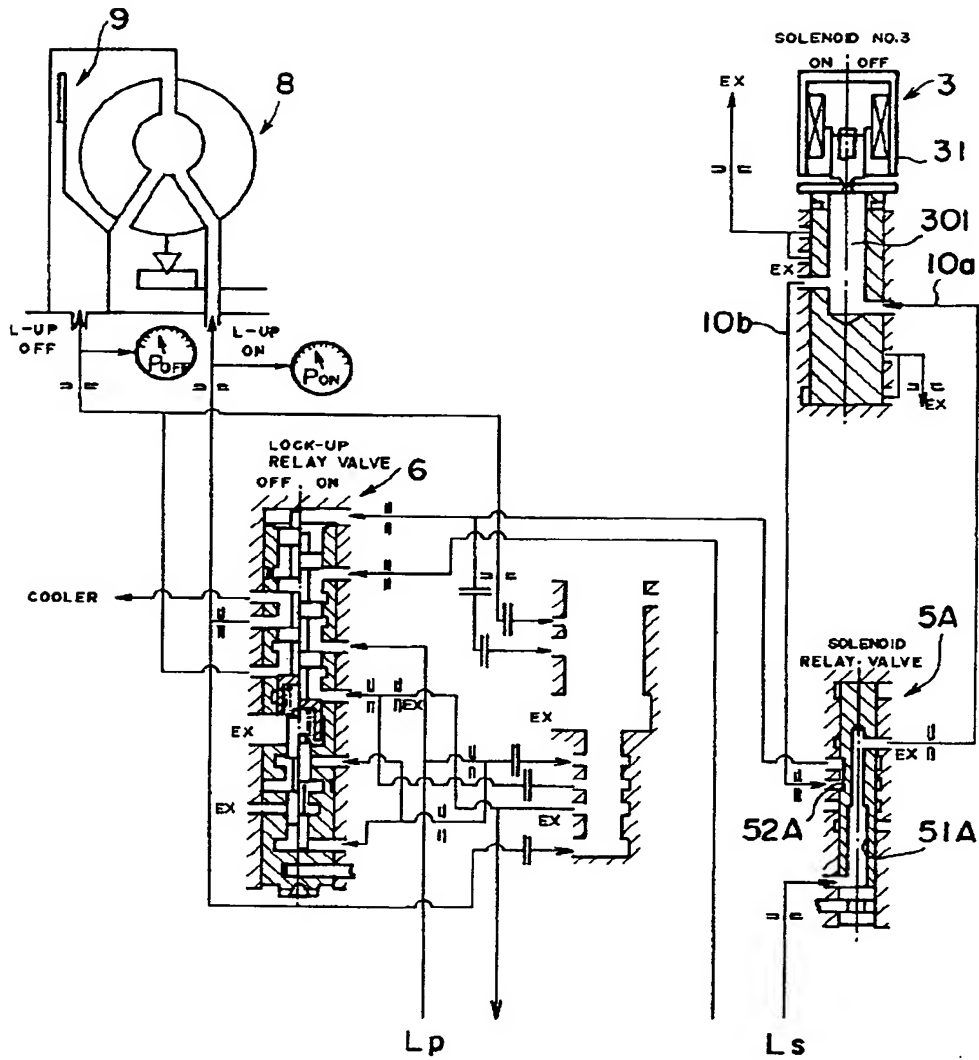 9
8
SOLENOID NO.3
ON OFF
3
EX
31
301
EX
10a
10b
L-UP
OFF
POFF
L-UP
ON
PON
EX
LOCK-UP
RELAY VALVE
OFF ON
6
COOLER
5A
SOLENOID
RELAY VALVE
EX
EX
EX
EX
EX
EX
52A
51A
Lp
Ls